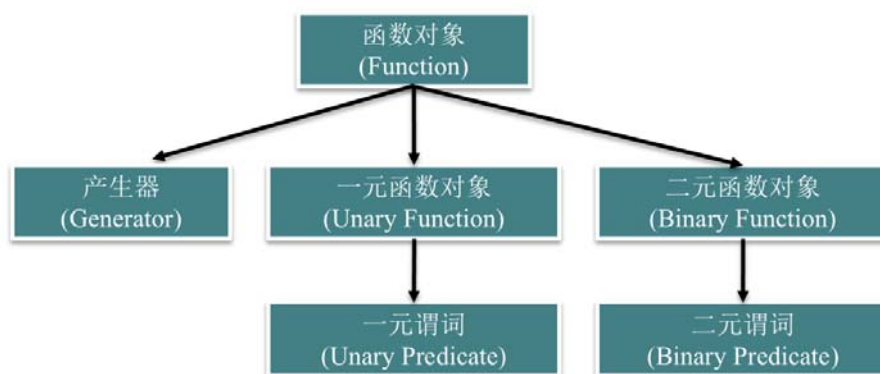 函数对象
(Function)
产生器
(Generator)
一元函数对象
(Unary Function)
二元函数对象
(Binary Function)
一元谓词
(Unary Predicate)
二元谓词
(Binary Predicate)